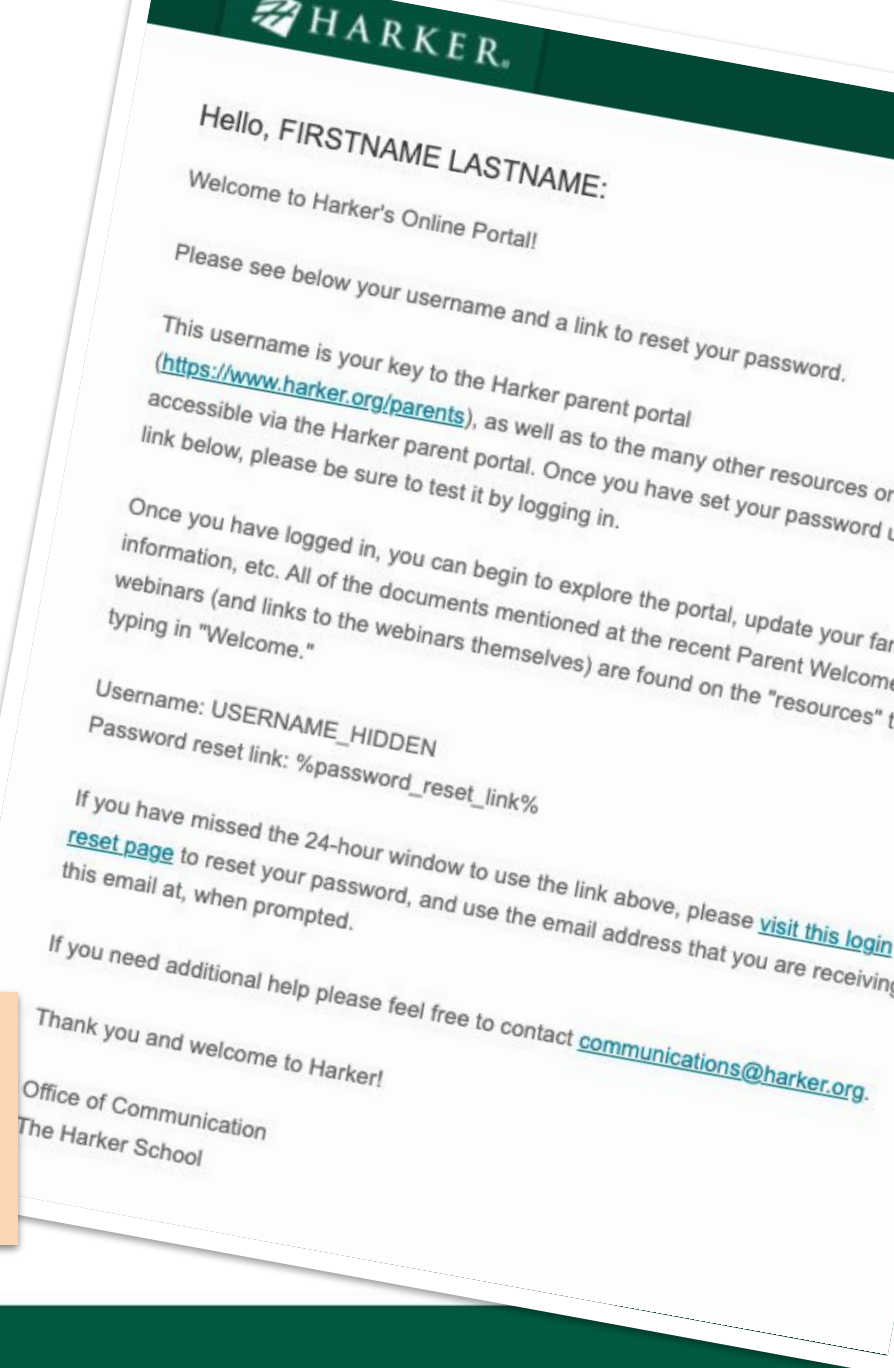 HARKER®
Hello, FIRSTNAME LASTNAME:
Welcome to Harker's Online Portal!
Please see below your username and a link to reset your password.
This username is your key to the Harker parent portal
(https://www.harker.org/parents), as well as to the many other resources
accessible via the Harker parent portal. Once you have set your password
link below, please be sure to test it by logging in.
Once you have logged in, you can begin to explore the portal, update your
information, etc. All of the documents mentioned at the recent Parent Welcome
webinars (and links to the webinars themselves) are found on the "resources"
typing in "Welcome."
Username: USERNAME_HIDDEN
Password reset link: %password_reset_link%
If you have missed the 24-hour window to use the link above, please visit this login
reset page to reset your password, and use the email address that you are receiving
this email at, when prompted.
If you need additional help please feel free to contact communications@harker.org.
Thank you and welcome to Harker!
Office of Communication
The Harker School